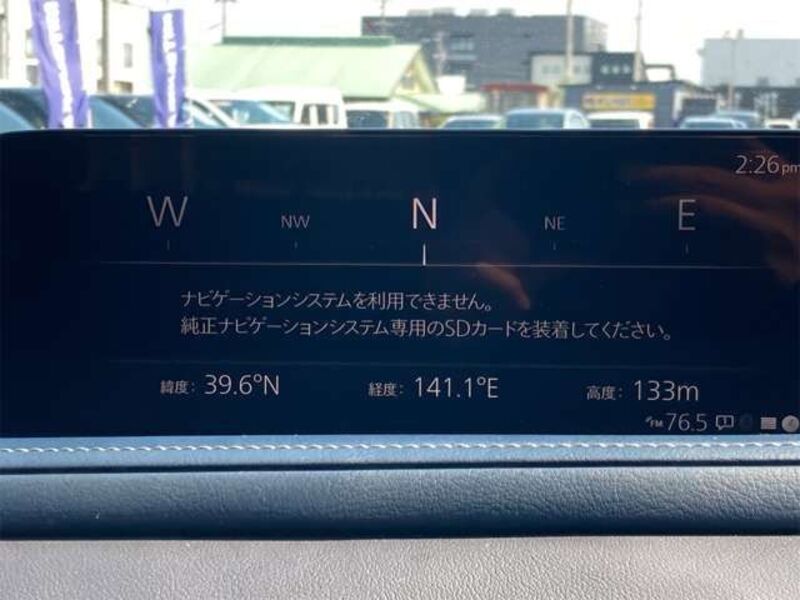 2:26pm
W NW N NE E
ナビゲーションシステムを利用できません。
純正ナビゲーションシステム専用のSDカードを装着してください。
緯度: 39.6°N 経度: 141.1°E 高度: 133m
FM 76.5